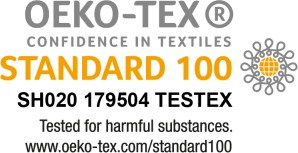 OEKO-TEX®
CONFIDENCE IN TEXTILES
STANDARD 100
SH020 179504 TESTEX
Tested for harmful substances.
www.oeko-tex.com/standard100